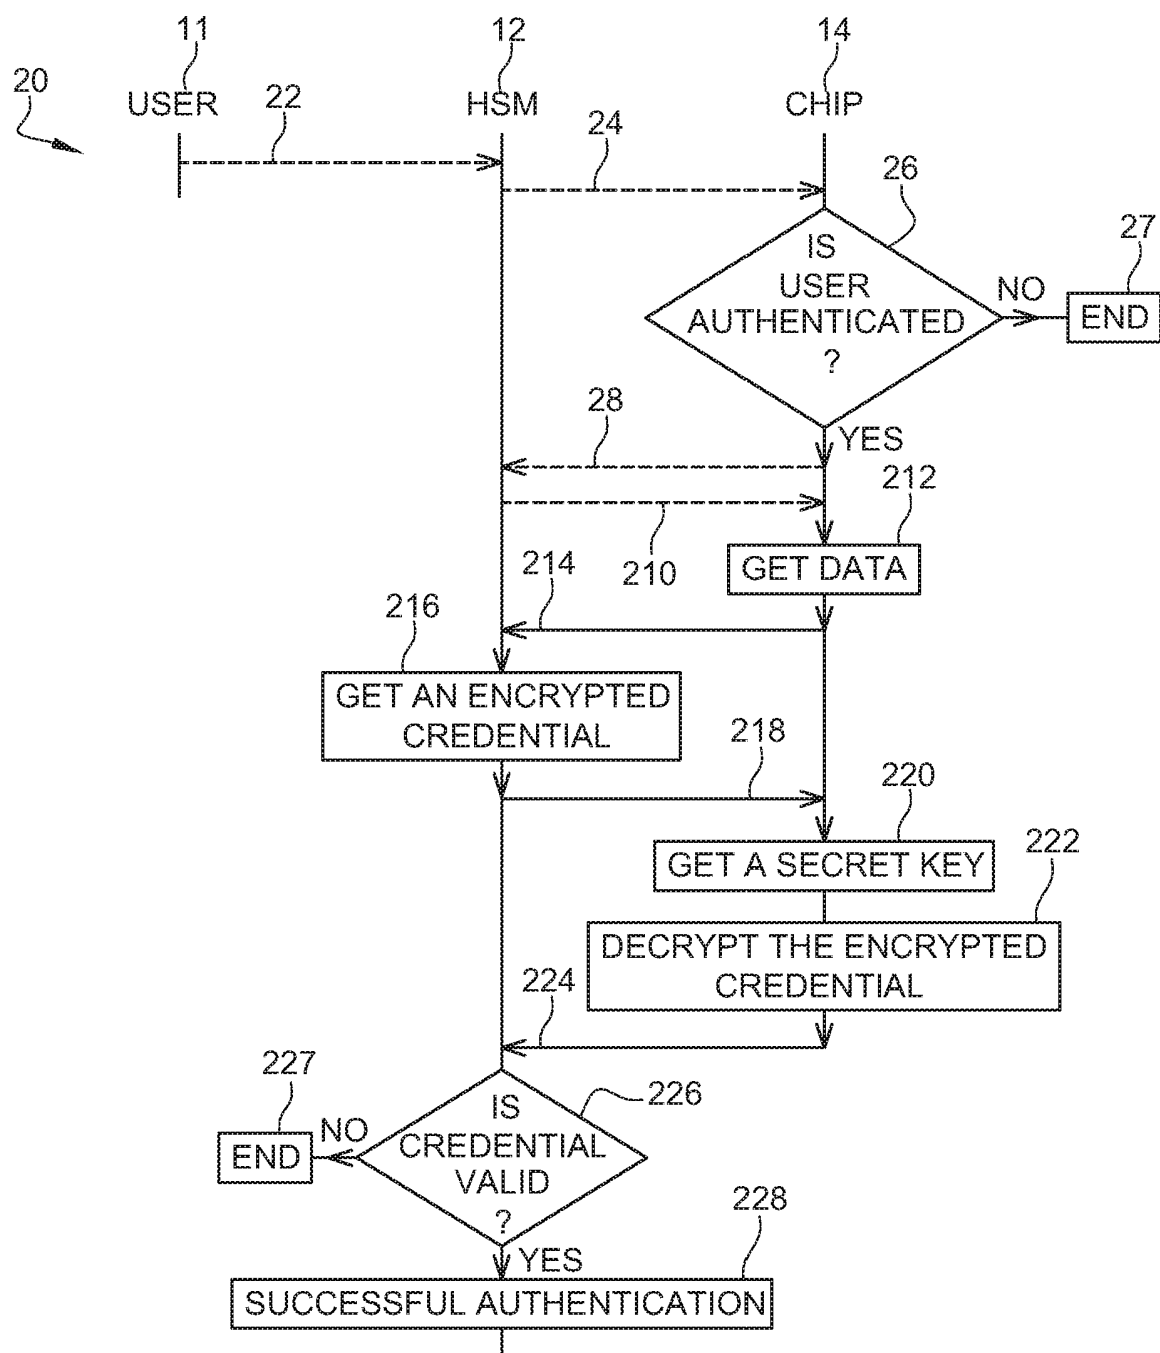 11
12
14
20
USER
22
HSM
CHIP
24
26
IS
USER
AUTHENTICATED
?
NO
27
END
28
YES
210
212
GET DATA
214
216
GET AN ENCRYPTED
CREDENTIAL
218
220
GET A SECRET KEY
222
DECRYPT THE ENCRYPTED
CREDENTIAL
224
227
226
IS
CREDENTIAL
VALID
?
NO
END
YES
228
SUCCESSFUL AUTHENTICATION